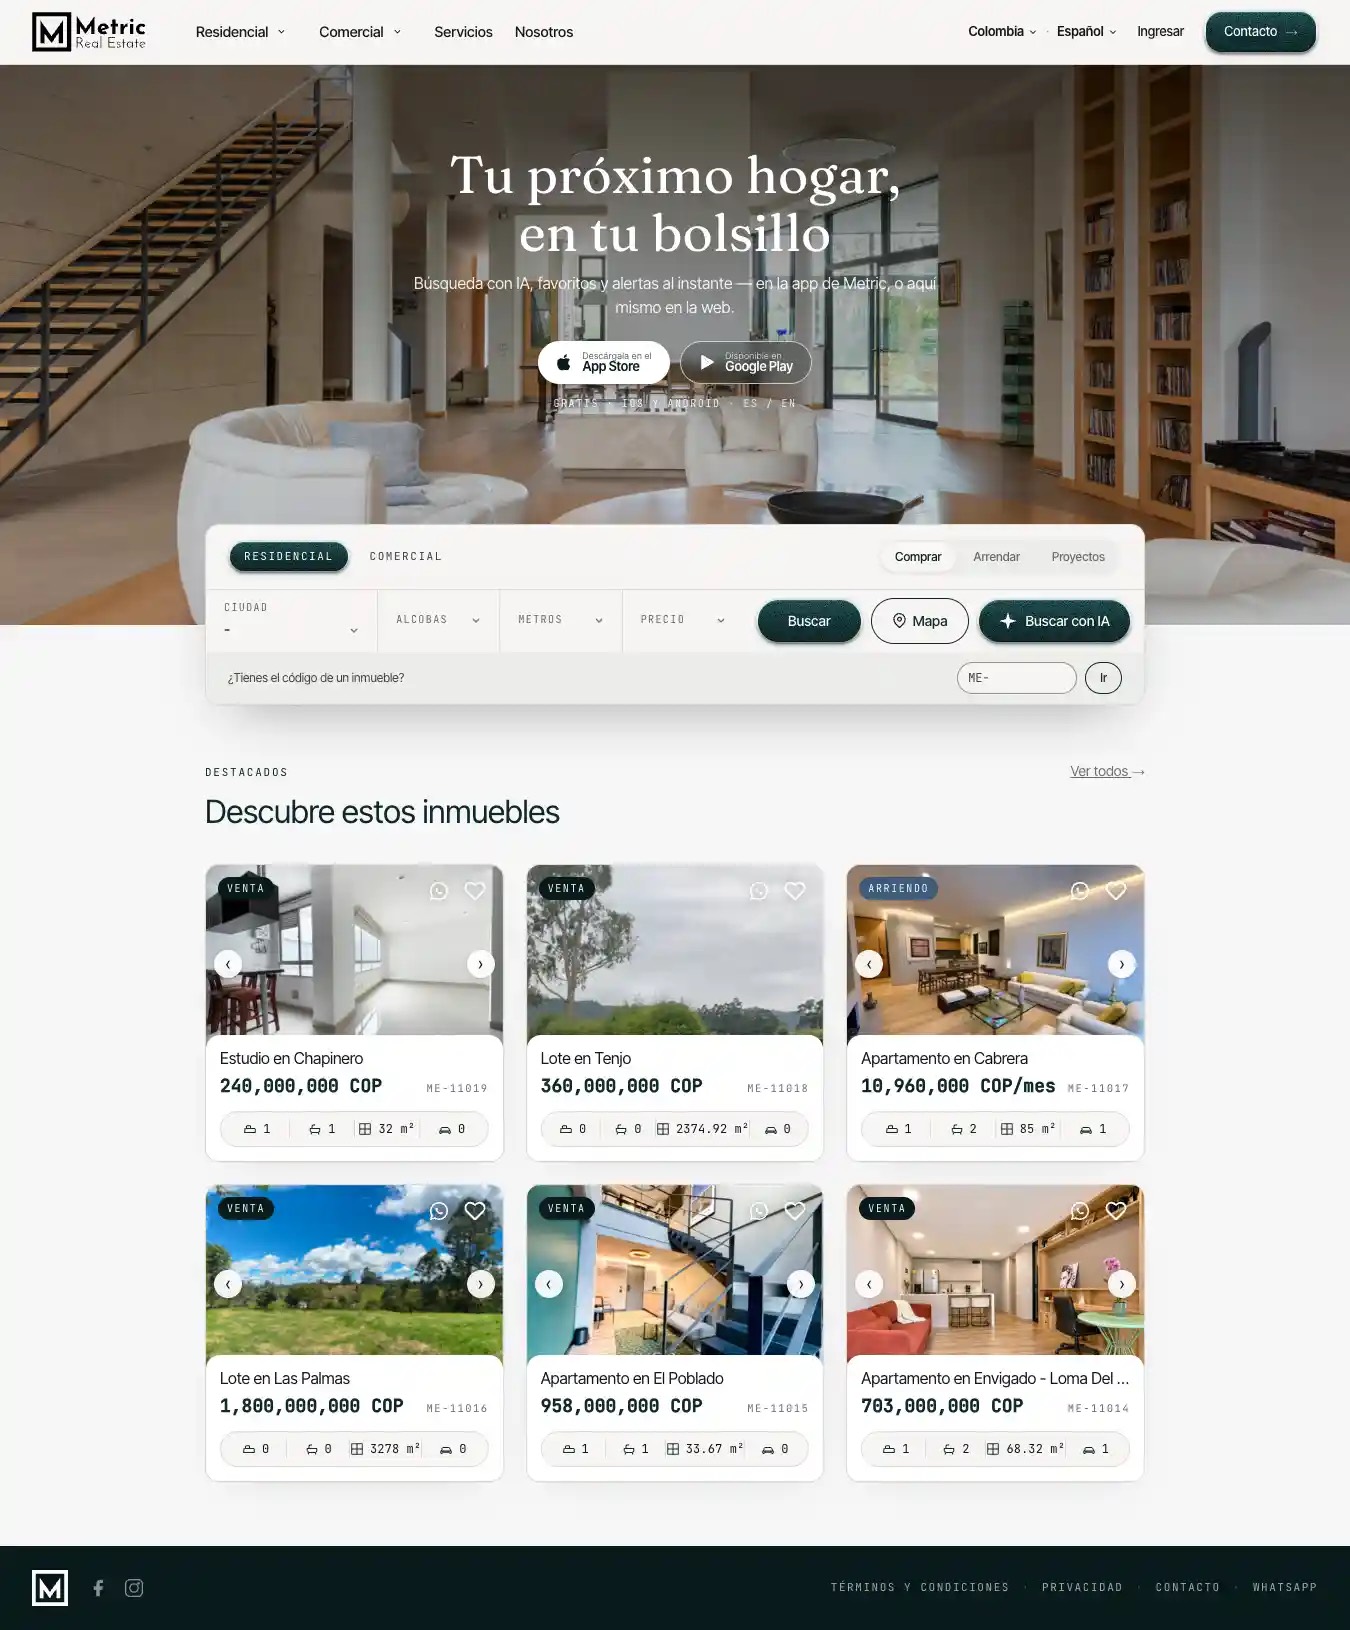 Metric
Real Estate
Residencial
Comercial
Servicios
Nosotros
Colombia · Español
Ingresar
Contacto →
Tu próximo hogar,
en tu bolsillo
Búsqueda con IA, favoritos y alertas al instante — en la app de Metric, o aquí
mismo en la web.
Descárgala en el
App Store
Disponible en
Google Play
GRATIS · IOS Y ANDROID · ES / EN
RESIDENCIAL
COMERCIAL
Comprar
Arrendar
Proyectos
CIUDAD
-
ALCOBAS
METROS
PRECIO
Buscar
Mapa
Buscar con IA
¿Tienes el código de un inmueble?
ME-
Ir
DESTACADOS
Ver todos →
Descubre estos inmuebles
VENTA
Estudio en Chapinero
240,000,000 COP
ME-11019
1 1 32 m² 0
VENTA
Lote en Tenjo
360,000,000 COP
ME-11018
0 0 2374.92 m² 0
ARRIENDO
Apartamento en Cabrera
10,960,000 COP/mes
ME-11017
1 2 85 m² 1
VENTA
Lote en Las Palmas
1,800,000,000 COP
ME-11016
0 0 3278 m² 0
VENTA
Apartamento en El Poblado
958,000,000 COP
ME-11015
1 1 33.67 m² 0
VENTA
Apartamento en Envigado - Loma Del ...
703,000,000 COP
ME-11014
1 2 68.32 m² 1
M
TÉRMINOS Y CONDICIONES · PRIVACIDAD · CONTACTO · WHATSAPP